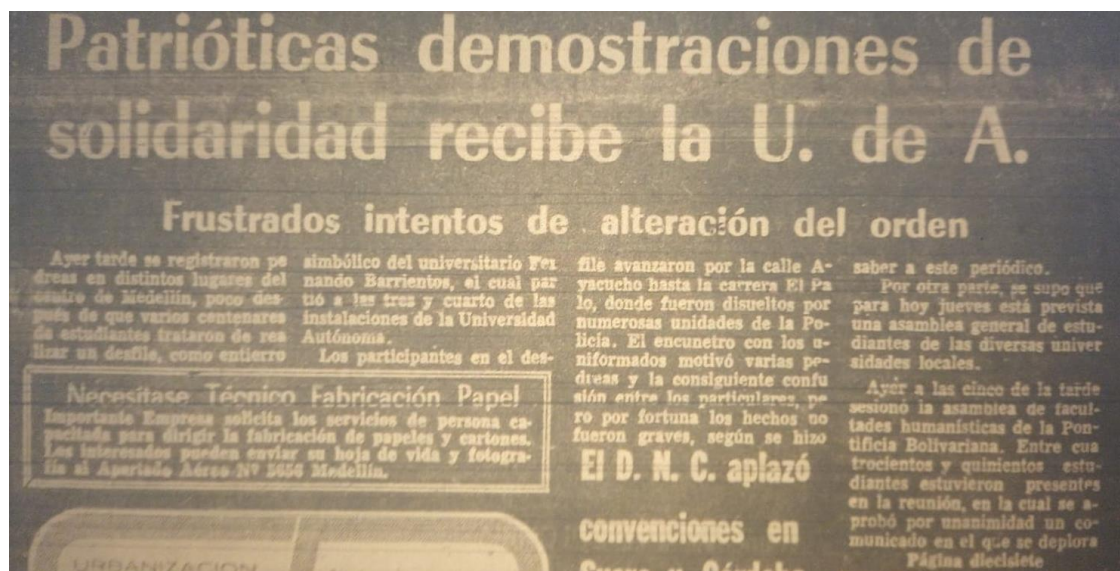 Patrióticas demostraciones de
solidaridad recibe la U. de A.
Frustrados intentos de alteración del orden
Ayer tarde se registraron pe
dreas en distintos lugares del
centro de Medellín, poco des-
pués de que varios centenares
de estudiantes trataron de rea
lizar un desfile, como entierro
simbólico del universitario Fer
nando Barrientos, el cual par
tió a las tres y cuarto de las
instalaciones de la Universidad
Autónoma.
Los participantes en el des-
file avanzaron por la calle A-
yacucho hasta la carrera El Pa
lo, donde fueron disueltos por
numerosas unidades de la Po-
licía. El encunetro con los u-
niformados motivó varias pe-
dreas y la consiguiente confu
sión entre los particulares, pe
ro por fortuna los hechos no
fueron graves, según se hizo
saber a este periódico.
Por otra parte, se supo que
para hoy jueves está prevista
una asamblea general de estu-
diantes de las diversas univer
sidades locales.
Ayer a las cinco de la tarde
sesionó la asamblea de facul-
tades humanísticas de la Pon-
tificia Bolivariana. Entre cua
trocientos y quinientos estu-
diantes estuvieron presentes
en la reunión, en la cual se a-
probó por unanimidad un co-
municado en el que se deplora
Página diecisiete
Necesítase Técnico Fabricación Papel
Importante Empresa solicita los servicios de persona ca-
pacitada para dirigir la fabricación de papeles y cartones.
Los interesados pueden enviar su hoja de vida y fotogra-
fía al Apartado Aéreo Nº 5656 Medellín.
El D. N. C. aplazó
convenciones en
Sucre y Córdoba
URBANIZACION